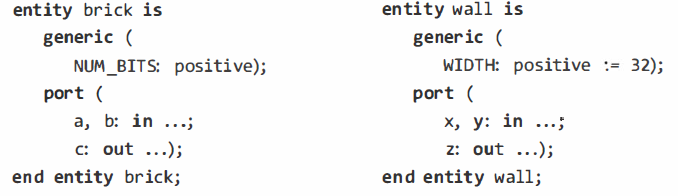 entity brick is
generic (
NUM_BITS: positive);
port (
a, b: in ...;
c: out ...);
end entity brick;
entity wall is
generic (
WIDTH: positive := 32);
port (
x, y: in ...;
z: out ...);
end entity wall;